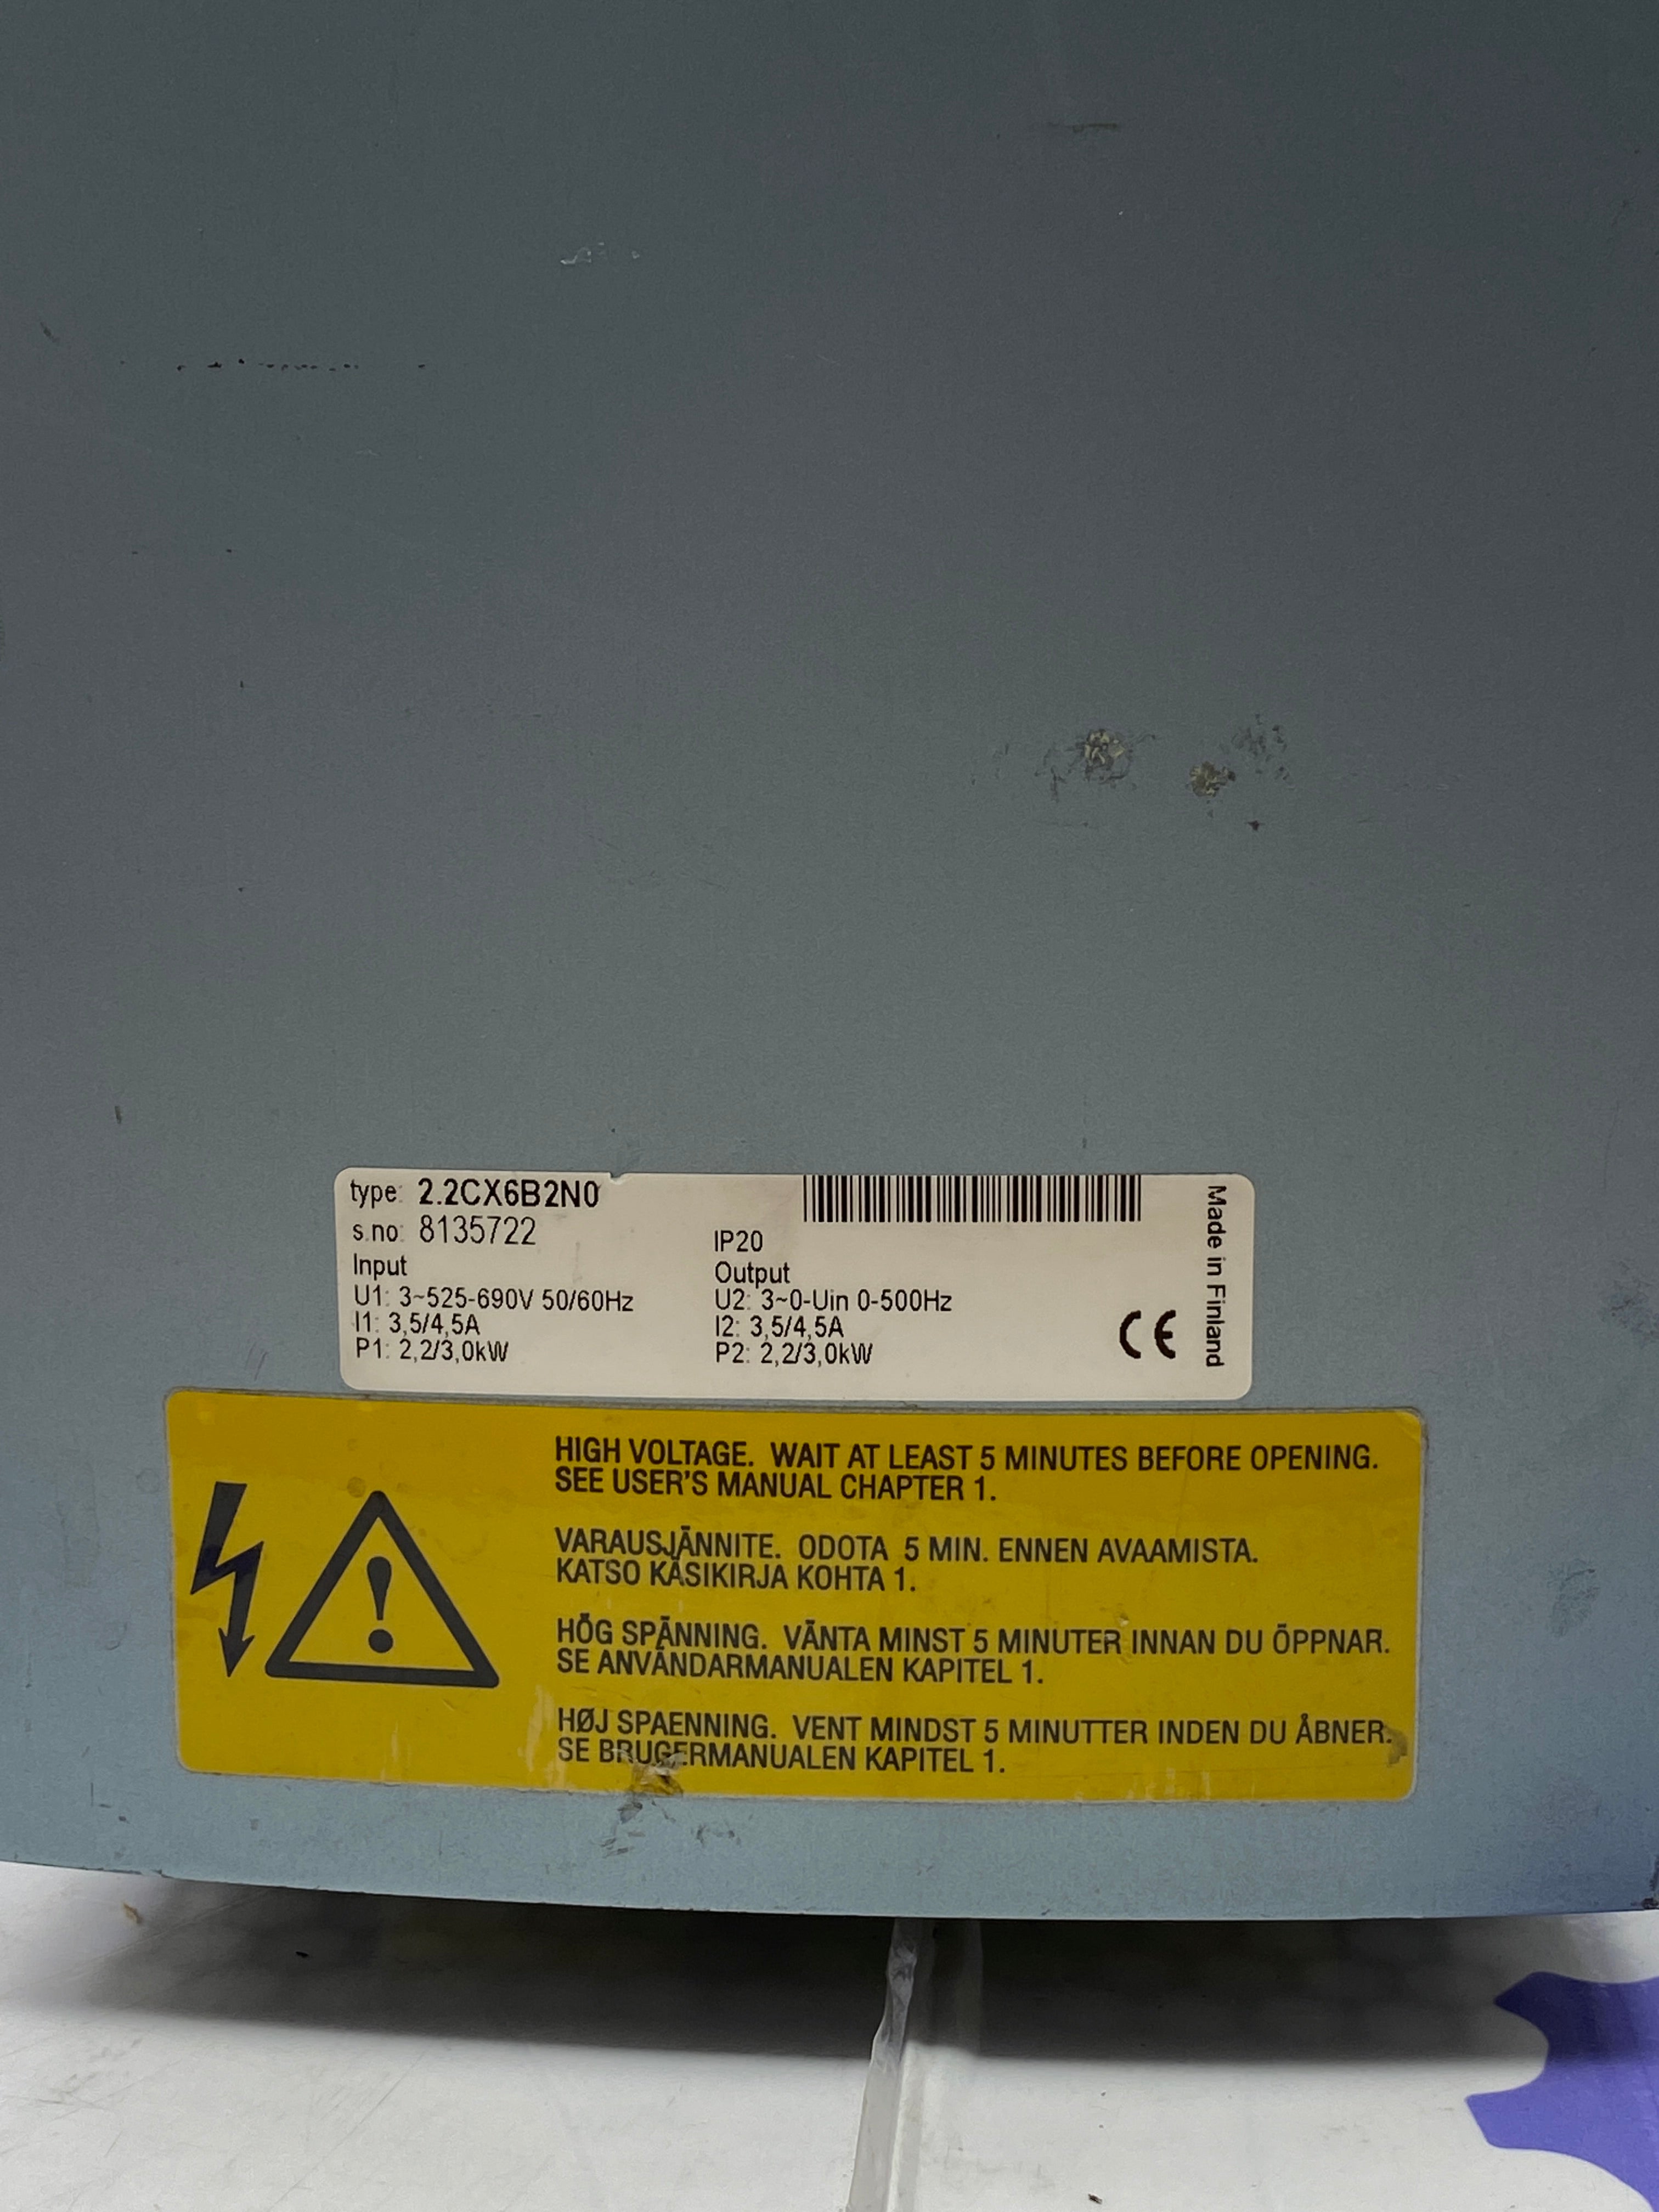 type: 2.2CX6B2N0
s.no: 8135722
IP20
Input
Output
U1: 3~525-690V 50/60Hz
U2: 3~0-Uin 0-500Hz
I1: 3,5/4,5A
I2: 3,5/4,5A
P1: 2,2/3,0kW
P2: 2,2/3,0kW
CE
Made in Finland
HIGH VOLTAGE. WAIT AT LEAST 5 MINUTES BEFORE OPENING.
SEE USER'S MANUAL CHAPTER 1.
VARAUSJÄNNITE. ODOTA 5 MIN. ENNEN AVAAMISTA.
KATSO KÄSIKIRJA KOHTA 1.
HÖG SPÄNNING. VÄNTA MINST 5 MINUTER INNAN DU ÖPPNAR.
SE ANVÄNDARMANUALEN KAPITEL 1.
HØJ SPAENNING. VENT MINDST 5 MINUTTER INDEN DU ÅBNER.
SE BRUGERMANUALEN KAPITEL 1.